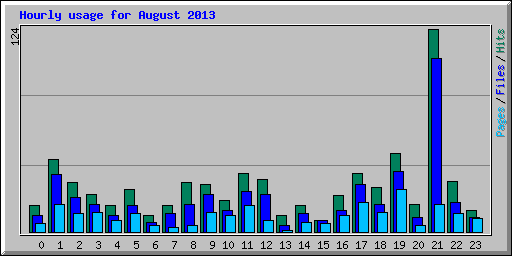 Hourly usage for August 2013
124
Pages/Files/Hits
0 1 2 3 4 5 6 7 8 9 10 11 12 13 14 15 16 17 18 19 20 21 22 23